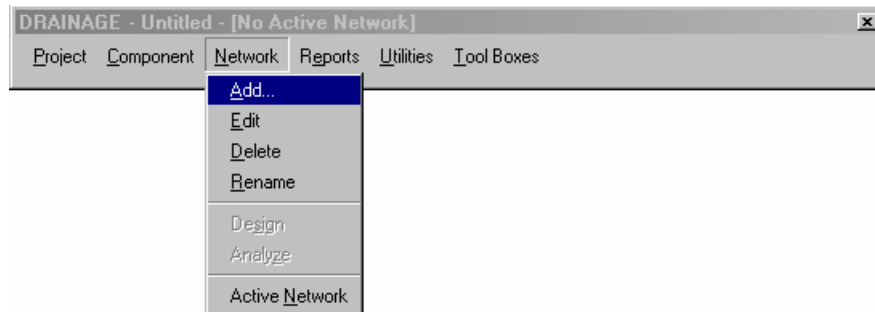 DRAINAGE - Untitled - [No Active Network]
Project Component Network Reports Utilities Tool Boxes
Add...
Edit
Delete
Rename
Design
Analyze
Active Network